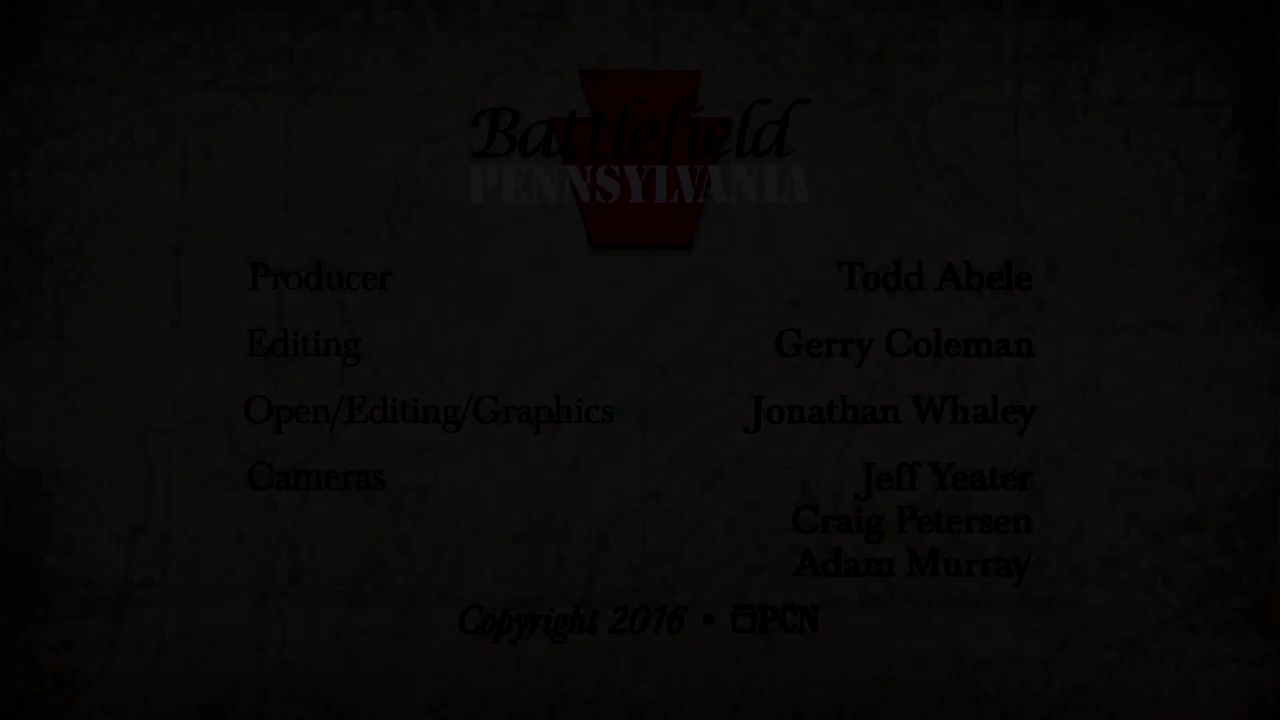 Battlefield
PENNSYLVANIA
Producer Todd Abele
Editing Gerry Coleman
Open/Editing/Graphics Jonathan Whaley
Cameras Jeff Yeater
Craig Petersen
Adam Murray
Copyright 2016 • PCN